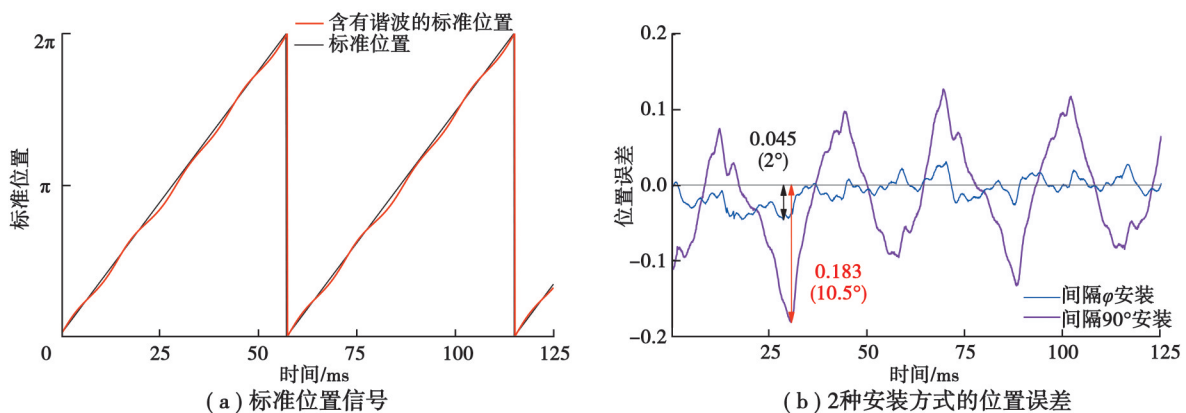 含有谐波的标准位置
标准位置
2π
π
0
25
50
75
100
125
标准位置
时间/ms
(a)标准位置信号
0.2
0.1
0.0
−0.1
−0.2
25
50
75
100
125
位置误差
0.045
(2°)
0.183
(10.5°)
间隔φ安装
间隔90°安装
时间/ms
(b)2种安装方式的位置误差